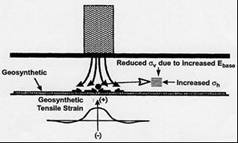 Reduced σv due to Increased Ebase
Geosynthetic
Increased σh
Geosynthetic
Tensile Strain
(+)
(-)